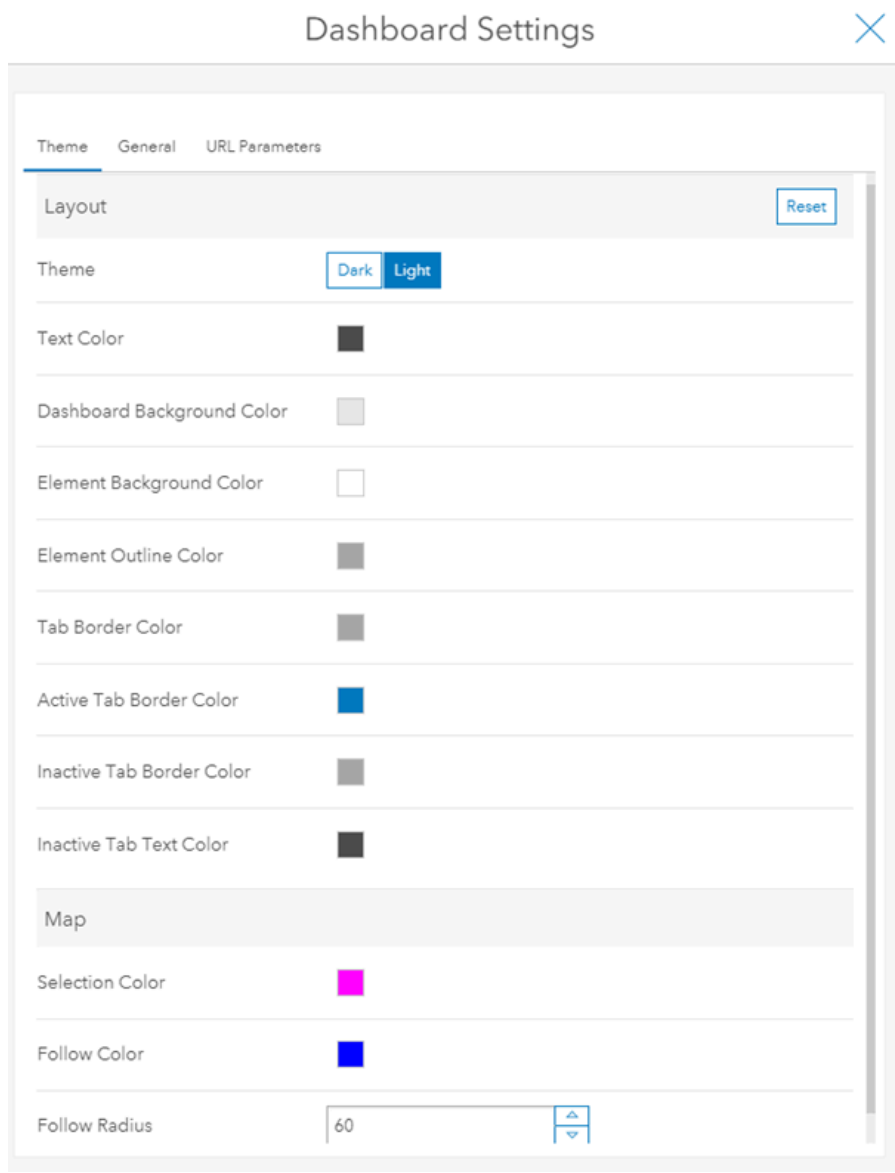 Dashboard Settings
Theme General URL Parameters
Layout Reset
Theme Dark Light
Text Color
Dashboard Background Color
Element Background Color
Element Outline Color
Tab Border Color
Active Tab Border Color
Inactive Tab Border Color
Inactive Tab Text Color
Map
Selection Color
Follow Color
Follow Radius 60